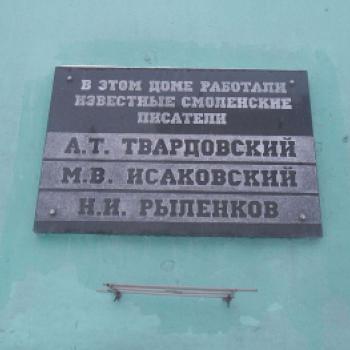 В ЭТОМ ДОМЕ РАБОТАЛИ
ИЗВЕСТНЫЕ СМОЛЕНСКИЕ
ПИСАТЕЛИ
А.Т. ТВАРДОВСКИЙ
М.В. ИСАКОВСКИЙ
Н.И. РЫЛЕНКОВ